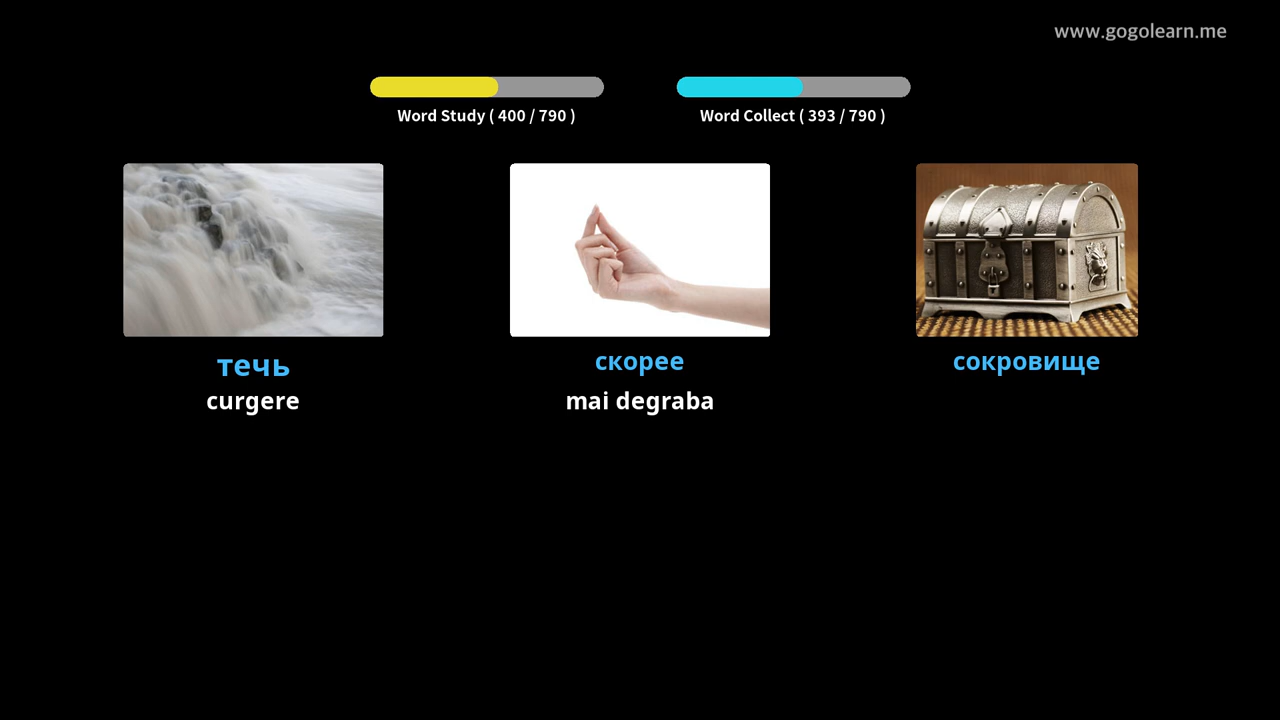 www.gogolearn.me
Word Study ( 400 / 790 )
Word Collect ( 393 / 790 )
течь
curgere
скорее
mai degraba
сокровище